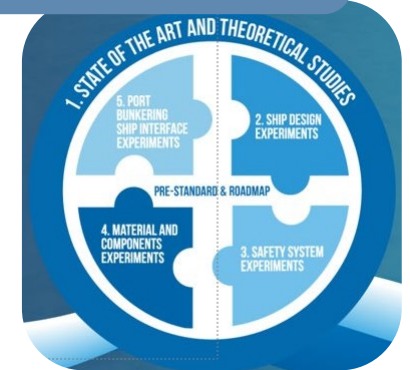 1. STATE OF THE ART AND THEORETICAL STUDIES
5. PORT
BUNKERING
SHIP INTERFACE
EXPERIMENTS
2. SHIP DESIGN
EXPERIMENTS
PRE-STANDARD & ROADMAP
4. MATERIAL AND
COMPONENTS
EXPERIMENTS
3. SAFETY SYSTEM
EXPERIMENTS